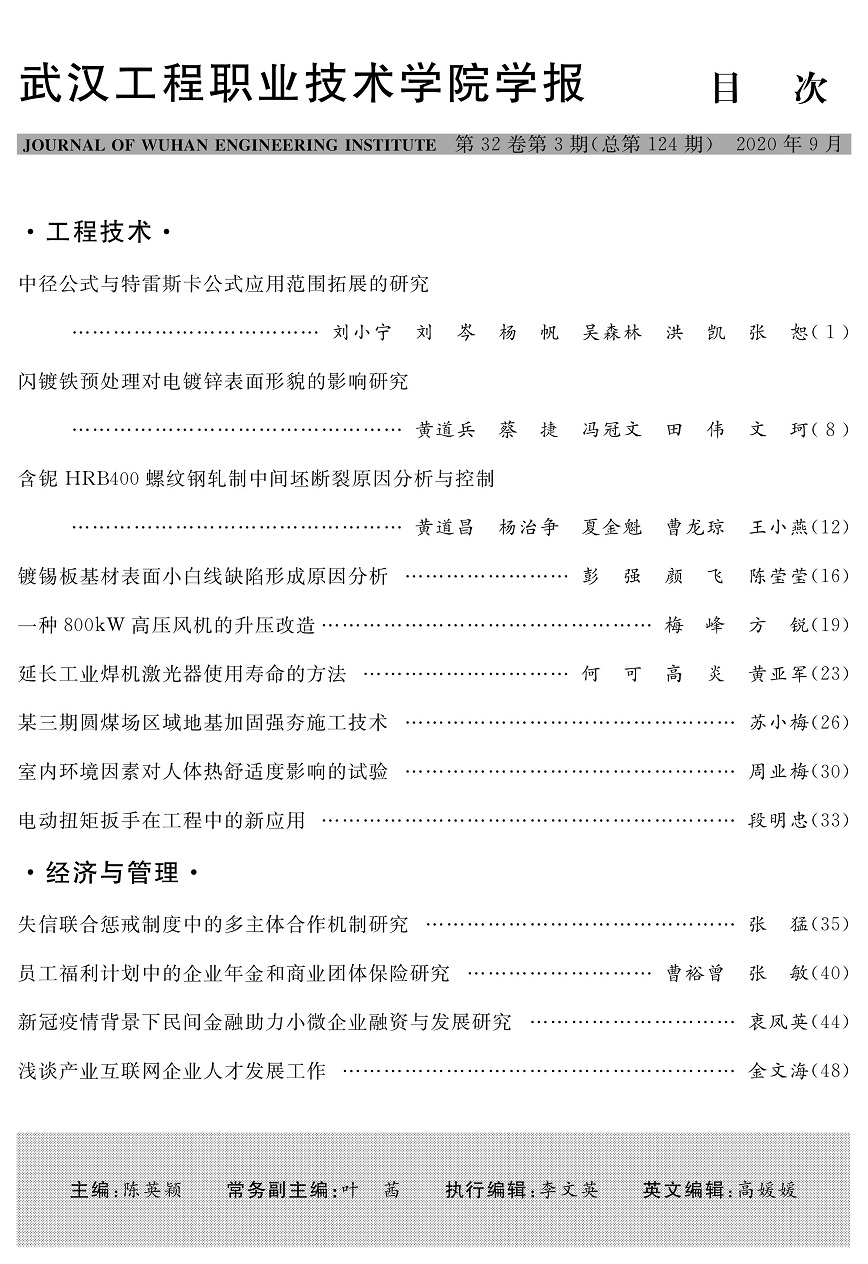 武汉工程职业技术学院学报 目 次
JOURNAL OF WUHAN ENGINEERING INSTITUTE 第 32 卷第 3 期(总第 124 期) 2020 年 9 月
·工程技术·
中径公式与特雷斯卡公式应用范围拓展的研究
……………………………… 刘小宁 刘 岑 杨 帆 吴森林 洪 凯 张 恕(1)
闪镀铁预处理对电镀锌表面形貌的影响研究
………………………………………… 黄道兵 蔡 捷 冯冠文 田 伟 文 珂(8)
含铌 HRB400 螺纹钢轧制中间坯断裂原因分析与控制
………………………………………… 黄道昌 杨治争 夏金魁 曹龙琼 王小燕(12)
镀锡板基材表面小白线缺陷形成原因分析 …………………… 彭 强 颜 飞 陈莹莹(16)
一种 800kW 高压风机的升压改造………………………………………… 梅 峰 方 锐(19)
延长工业焊机激光器使用寿命的方法 ………………………… 何 可 高 炎 黄亚军(23)
某三期圆煤场区域地基加固强夯施工技术 ………………………………………… 苏小梅(26)
室内环境因素对人体热舒适度影响的试验 ………………………………………… 周业梅(30)
电动扭矩扳手在工程中的新应用 …………………………………………………… 段明忠(33)
·经济与管理·
失信联合惩戒制度中的多主体合作机制研究 ……………………………………… 张 猛(35)
员工福利计划中的企业年金和商业团体保险研究 ……………………… 曹裕曾 张 敏(40)
新冠疫情背景下民间金融助力小微企业融资与发展研究 ………………………… 裹凤英(44)
浅谈产业互联网企业人才发展工作 ………………………………………………… 金文海(48)
主编:陈英颖 常务副主编:叶 茜 执行编辑:李文英 英文编辑:高媛媛